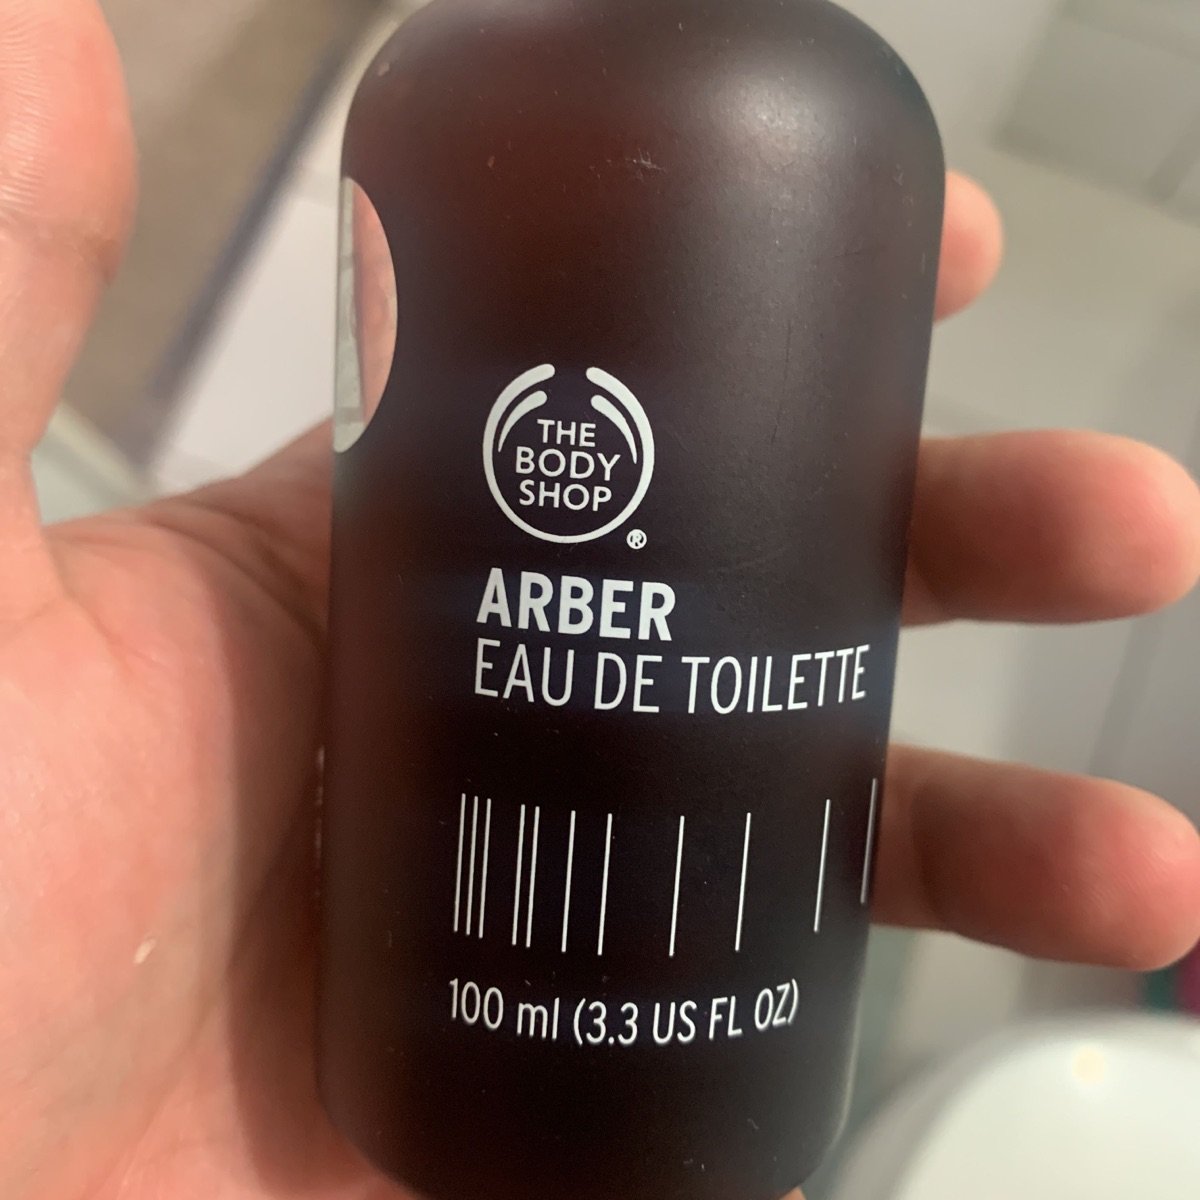 THE
BODY
SHOP
®
ARBER
EAU DE TOILETTE
100 ml (3.3 US FL OZ)